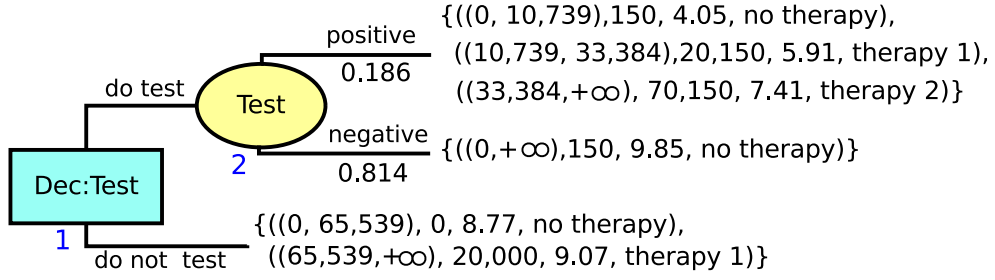 positive
{((0, 10,739),150, 4.05, no therapy),
((10,739, 33,384),20,150, 5.91, therapy 1),
((33,384,+∞), 70,150, 7.41, therapy 2)}
0.186
do test
Test
2
negative
{((0,+∞),150, 9.85, no therapy)}
0.814
Dec:Test
1
{((0, 65,539), 0, 8.77, no therapy),
((65,539,+∞), 20,000, 9.07, therapy 1)}
do not test